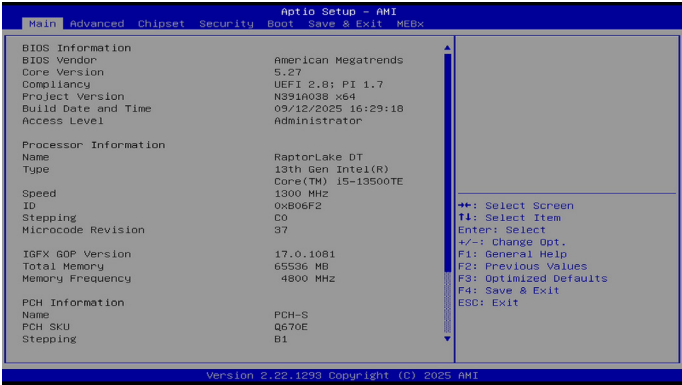 Aptio Setup – AMI
Main Advanced Chipset Security Boot Save & Exit MEBx
BIOS Information
BIOS Vendor American Megatrends
Core Version 5.27
Compliancy UEFI 2.8; PI 1.7
Project Version N391A038 x64
Build Date and Time 09/12/2025 16:29:18
Access Level Administrator
Processor Information
Name RaptorLake DT
Type 13th Gen Intel(R)
Core(TM) i5-13500TE
Speed 1300 MHz
ID 0xB06F2
Stepping C0
Microcode Revision 37
IGFX GOP Version 17.0.1081
Total Memory 65536 MB
Memory Frequency 4800 MHz
PCH Information
Name PCH-S
PCH SKU Q670E
Stepping B1
→←: Select Screen
↑↓: Select Item
Enter: Select
+/-: Change Opt.
F1: General Help
F2: Previous Values
F3: Optimized Defaults
F4: Save & Exit
ESC: Exit
Version 2.22.1293 Copyright (C) 2025 AMI